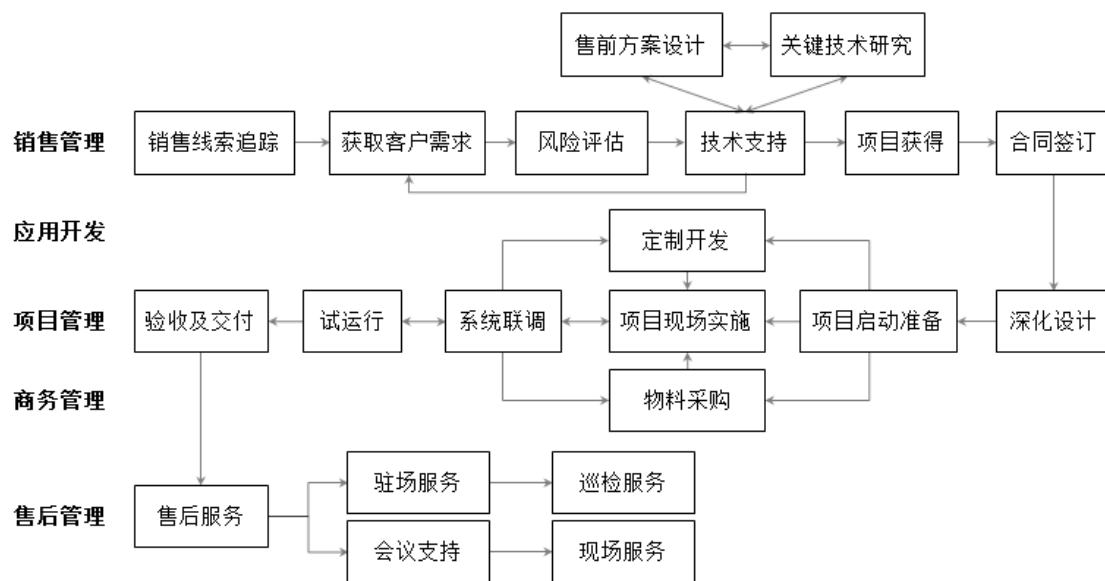 售前方案设计
关键技术研究
销售管理
销售线索追踪
获取客户需求
风险评估
技术支持
项目获得
合同签订
应用开发
定制开发
项目管理
验收及交付
试运行
系统联调
项目现场实施
项目启动准备
深化设计
商务管理
物料采购
驻场服务
巡检服务
售后管理
售后服务
会议支持
现场服务